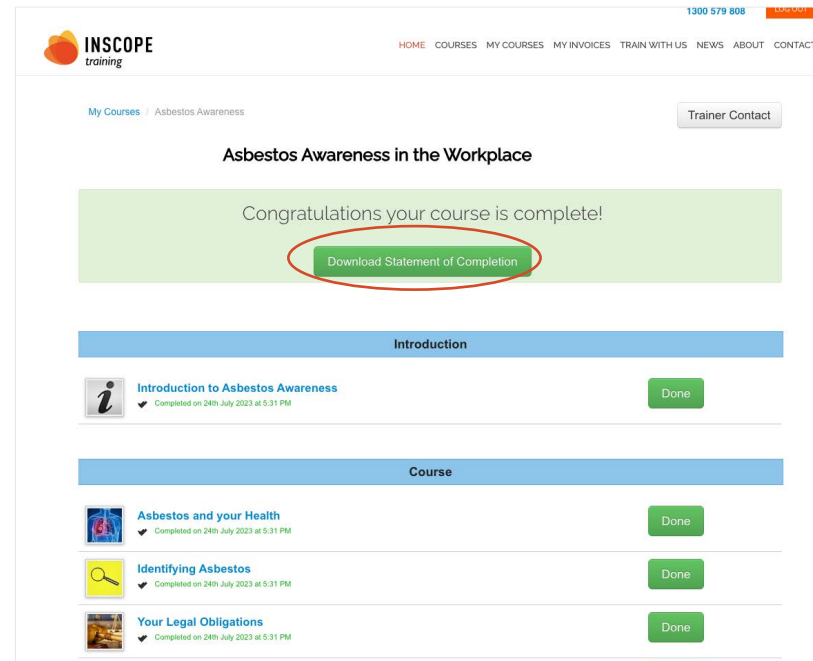 1300 579 808 LOG OUT
INSCOPE
training
HOME COURSES MY COURSES MY INVOICES TRAIN WITH US NEWS ABOUT CONTACT
My Courses / Asbestos Awareness
Trainer Contact
Asbestos Awareness in the Workplace
Congratulations your course is complete!
Download Statement of Completion
Introduction
Introduction to Asbestos Awareness
Done
Completed on 24th July 2023 at 5:31 PM
Course
Asbestos and your Health
Done
Completed on 24th July 2023 at 5:31 PM
Identifying Asbestos
Done
Completed on 24th July 2023 at 5:31 PM
Your Legal Obligations
Done
Completed on 24th July 2023 at 5:31 PM